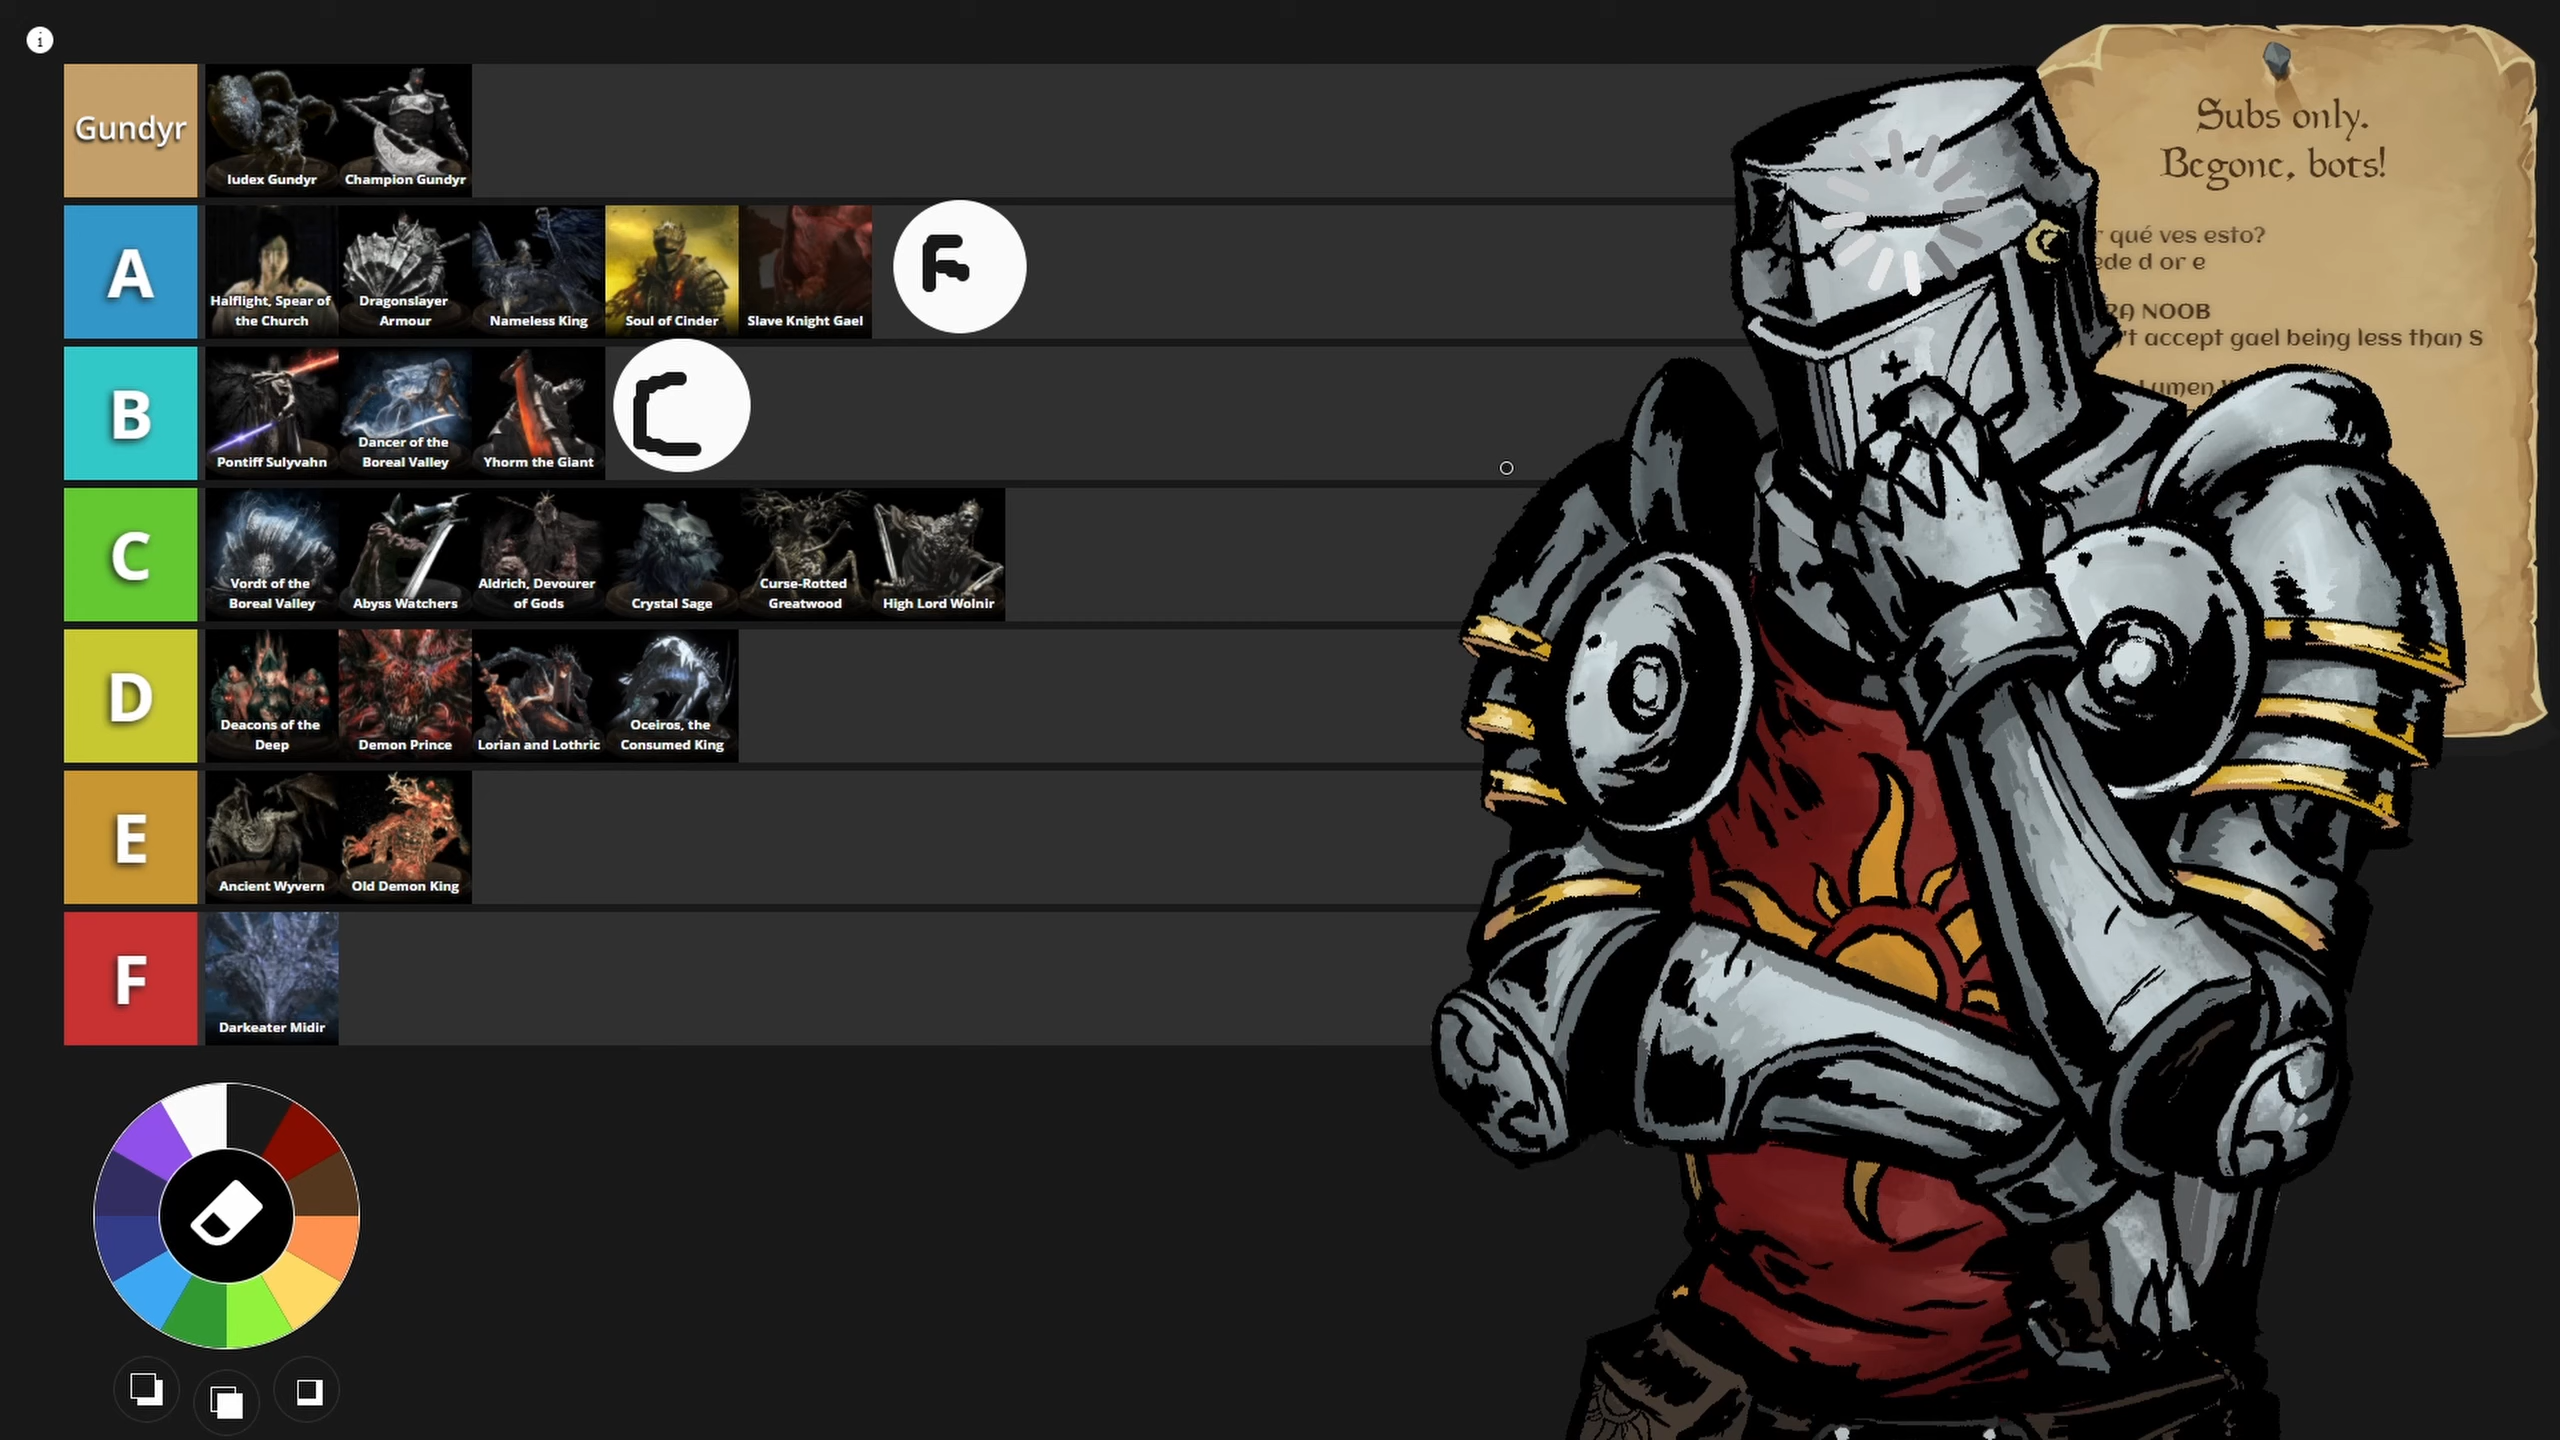 i
Gundyr
Iudex Gundyr
Champion Gundyr
A
Halflight, Spear of
the Church
Dragonslayer
Armour
Nameless King
Soul of Cinder
Slave Knight Gael
F
B
Pontiff Sulyvahn
Dancer of the
Boreal Valley
Yhorm the Giant
C
C
Vordt of the
Boreal Valley
Abyss Watchers
Aldrich, Devourer
of Gods
Crystal Sage
Curse-Rotted
Greatwood
High Lord Wolnir
D
Deacons of the
Deep
Demon Prince
Lorian and Lothric
Oceiros, the
Consumed King
E
Ancient Wyvern
Old Demon King
F
Darkeater Midir
Subs only.
Begone, bots!
qué ves esto?
d or e
NOOB
accept gael being less than S